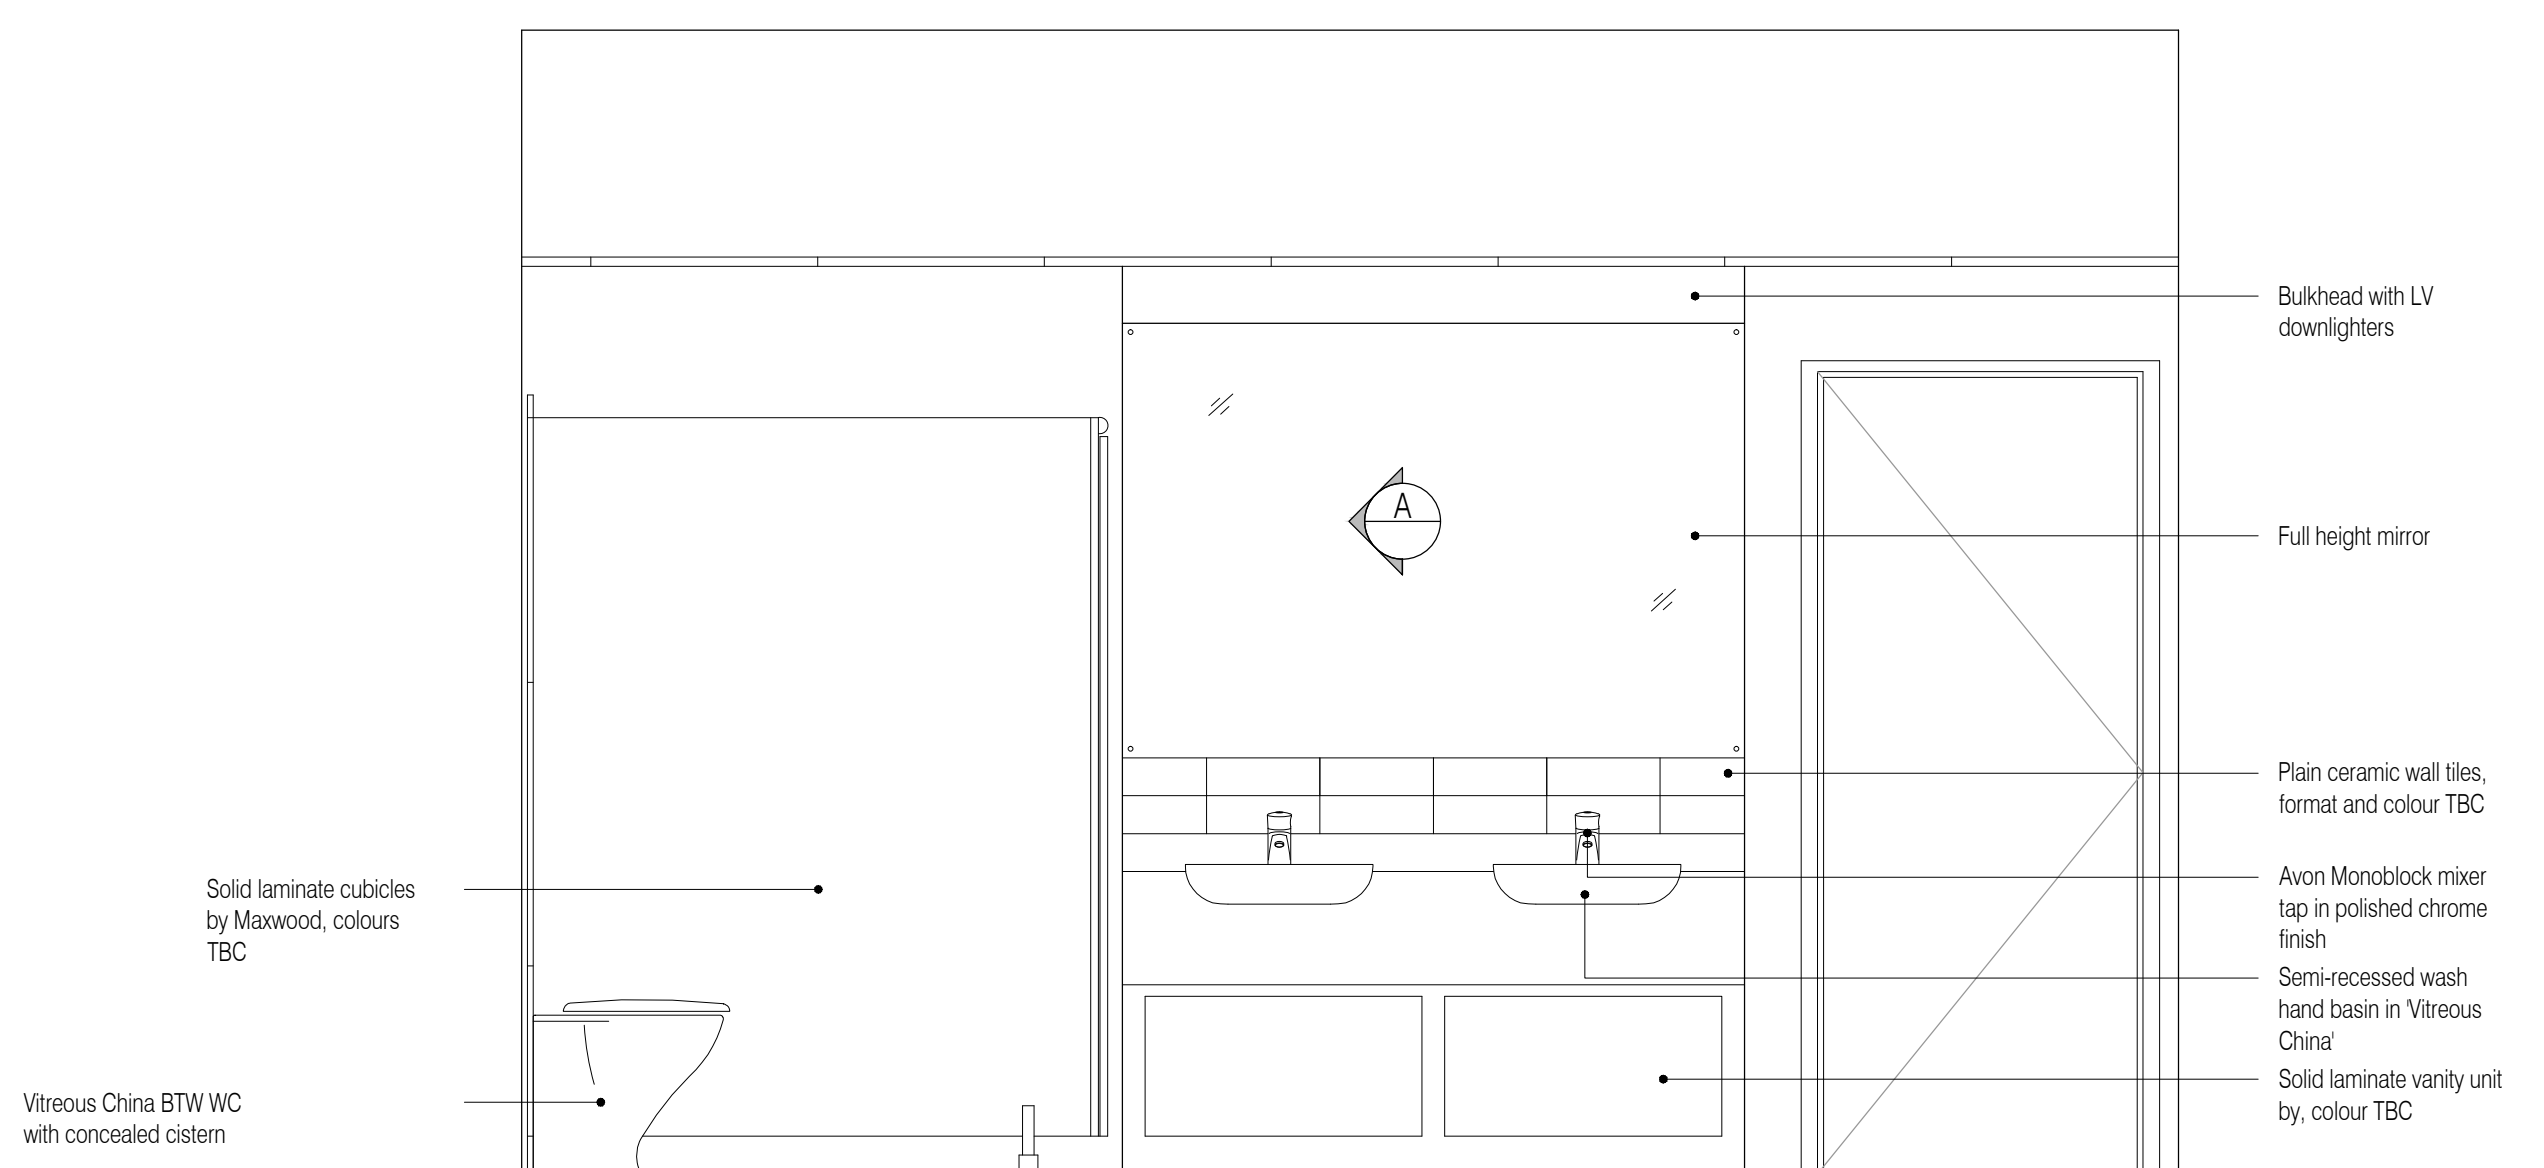 Bulkhead with LV
downlighters
A
Full height mirror
Plain ceramic wall tiles,
format and colour TBC
Solid laminate cubicles
by Maxwood, colours
TBC
Avon Monoblock mixer
tap in polished chrome
finish
Semi-recessed wash
hand basin in 'Vitreous
China'
Solid laminate vanity unit
by, colour TBC
Vitreous China BTW WC
with concealed cistern